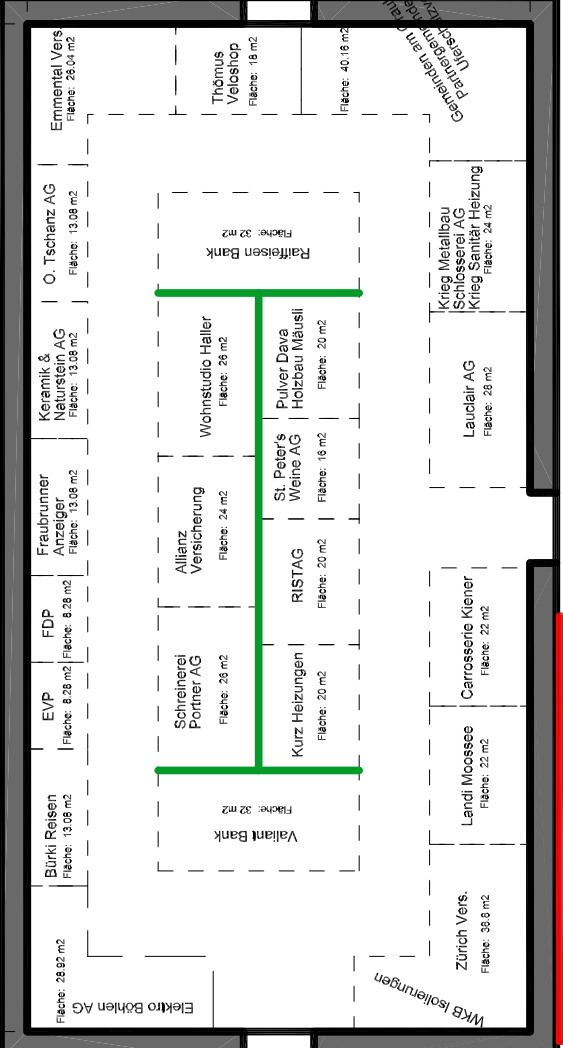 Emmental Vers.
Fläche: 26.04 m2
Thömus
Veloshop
Fläche: 18 m2
Fläche: 40.16 m2
Gemeinden am
Partnergemeinde
O. Tschanz AG
Fläche: 13.08 m2
Raiffeisen Bank
Fläche: 32 m2
Krieg Metallbau
Schlosserei AG
Krieg Sanitär Heizung
Fläche: 24 m2
Keramik &
Naturstein AG
Fläche: 13.08 m2
Wohnstudio Haller
Fläche: 26 m2
Pulver Dava
Holzbau Mäusli
Fläche: 20 m2
Lauclair AG
Fläche: 28 m2
Fraubrunner
Anzeiger
Fläche: 13.08 m2
Allianz
Versicherung
Fläche: 24 m2
St. Peter's
Weine AG
Fläche: 16 m2
RISTAG
Fläche: 20 m2
FDP
Fläche: 8.28 m2
EVP
Fläche: 8.28 m2
Schreinerei
Portner AG
Fläche: 26 m2
Kurz Heizungen
Fläche: 20 m2
Carrosserie Kiener
Fläche: 22 m2
Landi Moossee
Fläche: 22 m2
Bürki Reisen
Fläche: 13.08 m2
Valiant Bank
Fläche: 32 m2
Zürich Vers.
Fläche: 38.8 m2
Fläche: 28.92 m2
Elektro Böhlen AG
WKB Isolierungen